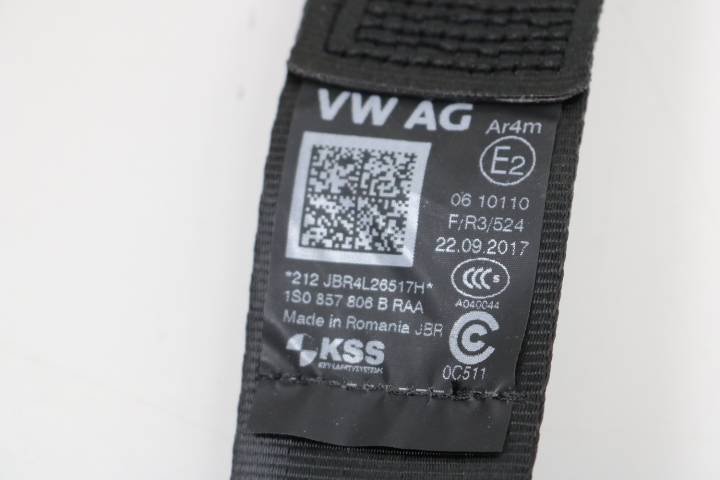 VW AG
Ar4m
E2
06 10110
F/R3/524
22.09.2017
*212 JBR4L26517H*
CCC S
A040044
1S0 857 806 B RAA
Made in Romania JBR
KSS
0C511